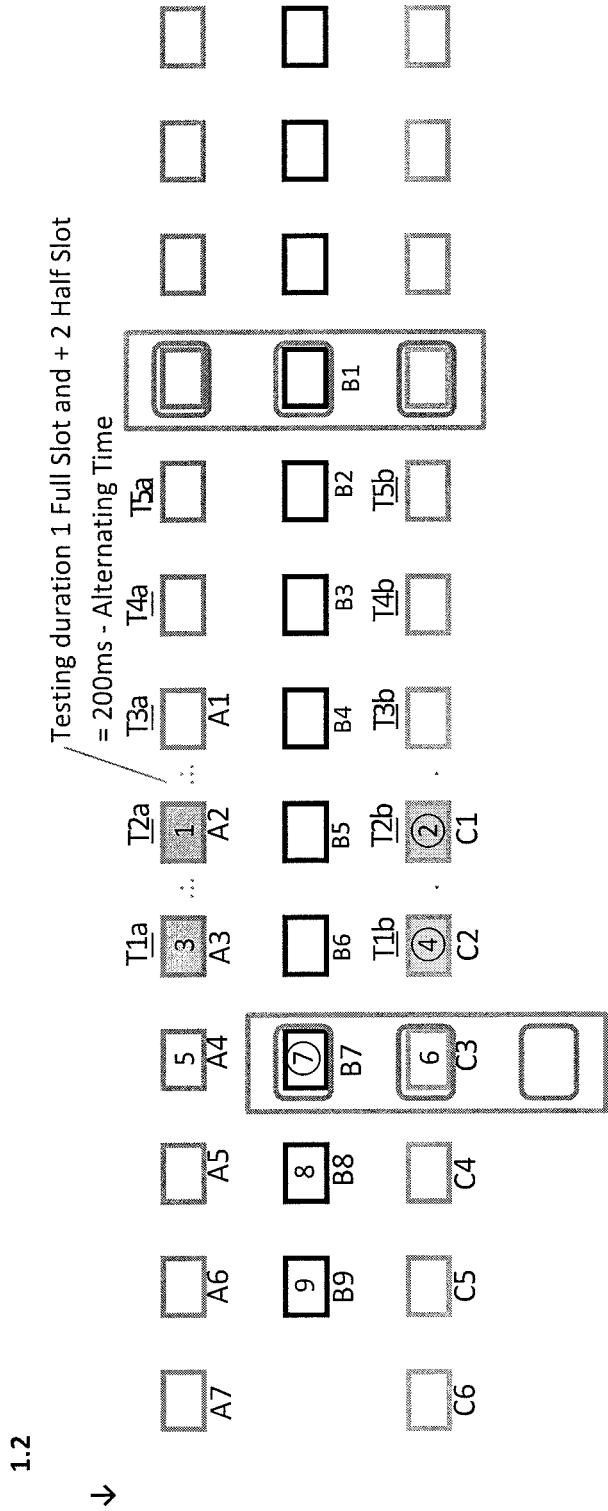 1.2
Testing duration 1 Full Slot and + 2 Half Slot
= 200ms - Alternating Time
↓
T1a T2a T3a T4a T5a
5 3 1
A7 A6 A5 A4 A3 A2 A1
9 8 7
B9 B8 B7 B6 B5 B4 B3 B2 B1
T1b T2b T3b T4b T5b
6 4 2
C6 C5 C4 C3 C2 C1